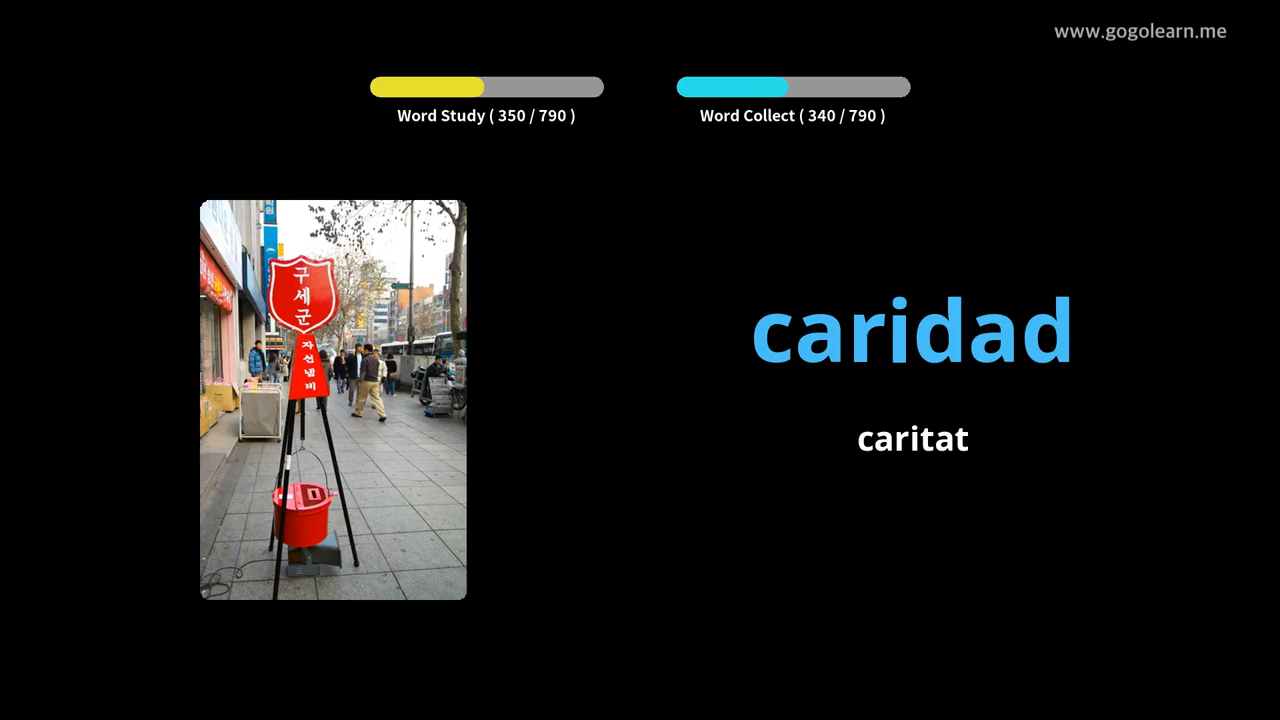 www.gogolearn.me
Word Study ( 350 / 790 )
Word Collect ( 340 / 790 )
구세군
자선냄비
caridad
caritat